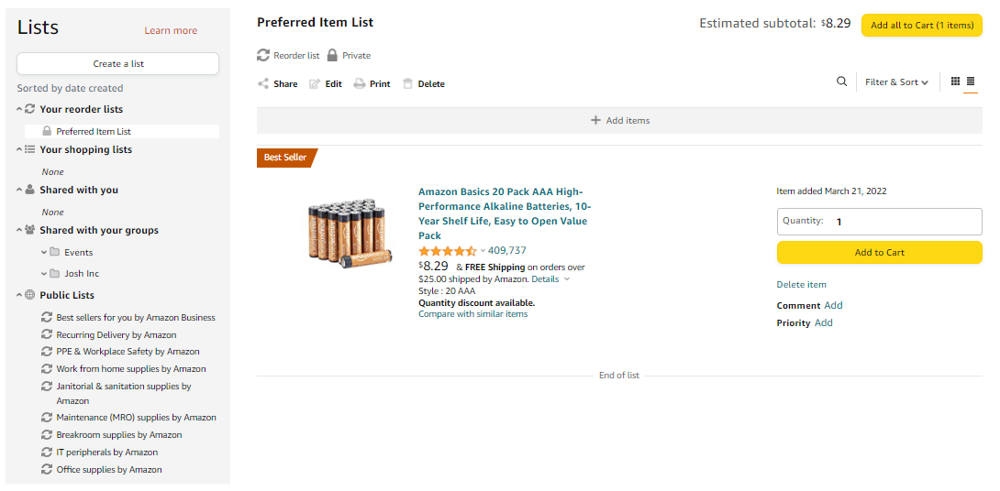 Lists
Learn more
Create a list
Sorted by date created
Your reorder lists
Preferred Item List
Your shopping lists
None
Shared with you
None
Shared with your groups
Events
Josh Inc
Public Lists
Best sellers for you by Amazon Business
Recurring Delivery by Amazon
PPE & Workplace Safety by Amazon
Work from home supplies by Amazon
Janitorial & sanitation supplies by
Amazon
Maintenance (MRO) supplies by Amazon
Breakroom supplies by Amazon
IT peripherals by Amazon
Office supplies by Amazon
Preferred Item List
Estimated subtotal: $8.29
Add all to Cart (1 items)
Reorder list Private
Share Edit Print Delete
Filter & Sort
Add items
Best Seller
Amazon Basics 20 Pack AAA High-
Performance Alkaline Batteries, 10-
Year Shelf Life, Easy to Open Value
Pack
409,737
$8.29 & FREE Shipping on orders over
$25.00 shipped by Amazon. Details
Style : 20 AAA
Quantity discount available.
Compare with similar items
Item added March 21, 2022
Quantity: 1
Add to Cart
Delete item
Comment Add
Priority Add
End of list